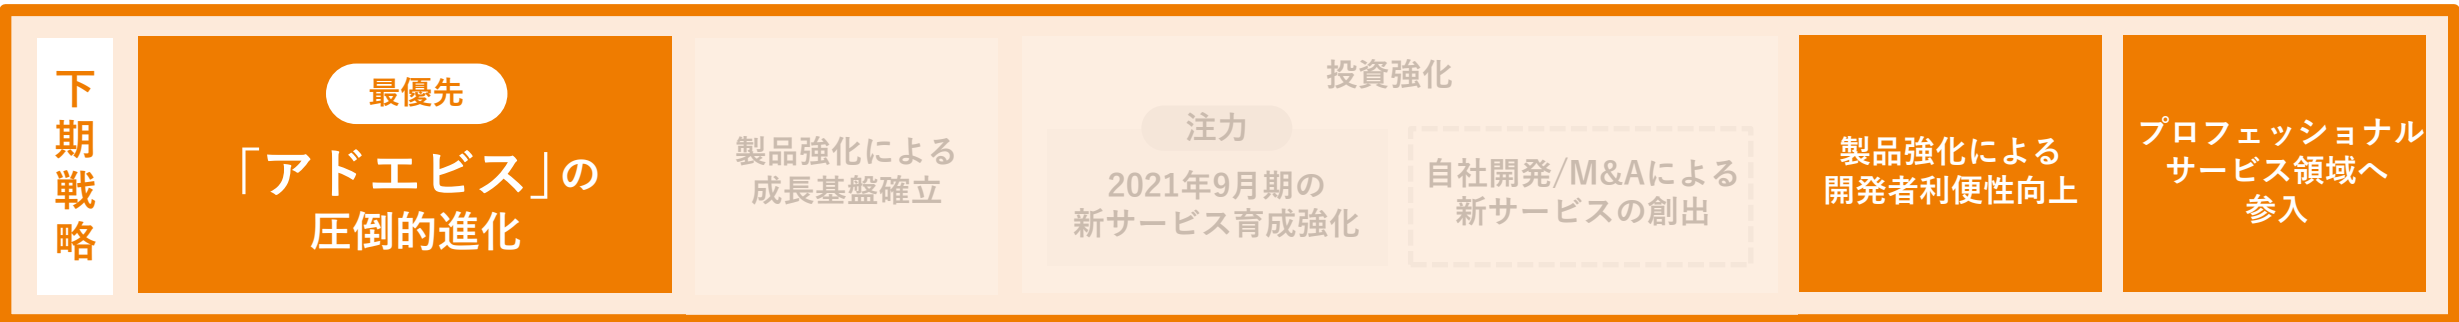 下期戦略
最優先
「アドエビス」の
圧倒的進化
製品強化による
成長基盤確立
投資強化
注力
2021年9月期の
新サービス育成強化
自社開発/M&Aによる
新サービスの創出
製品強化による
開発者利便性向上
プロフェッショナル
サービス領域へ
参入